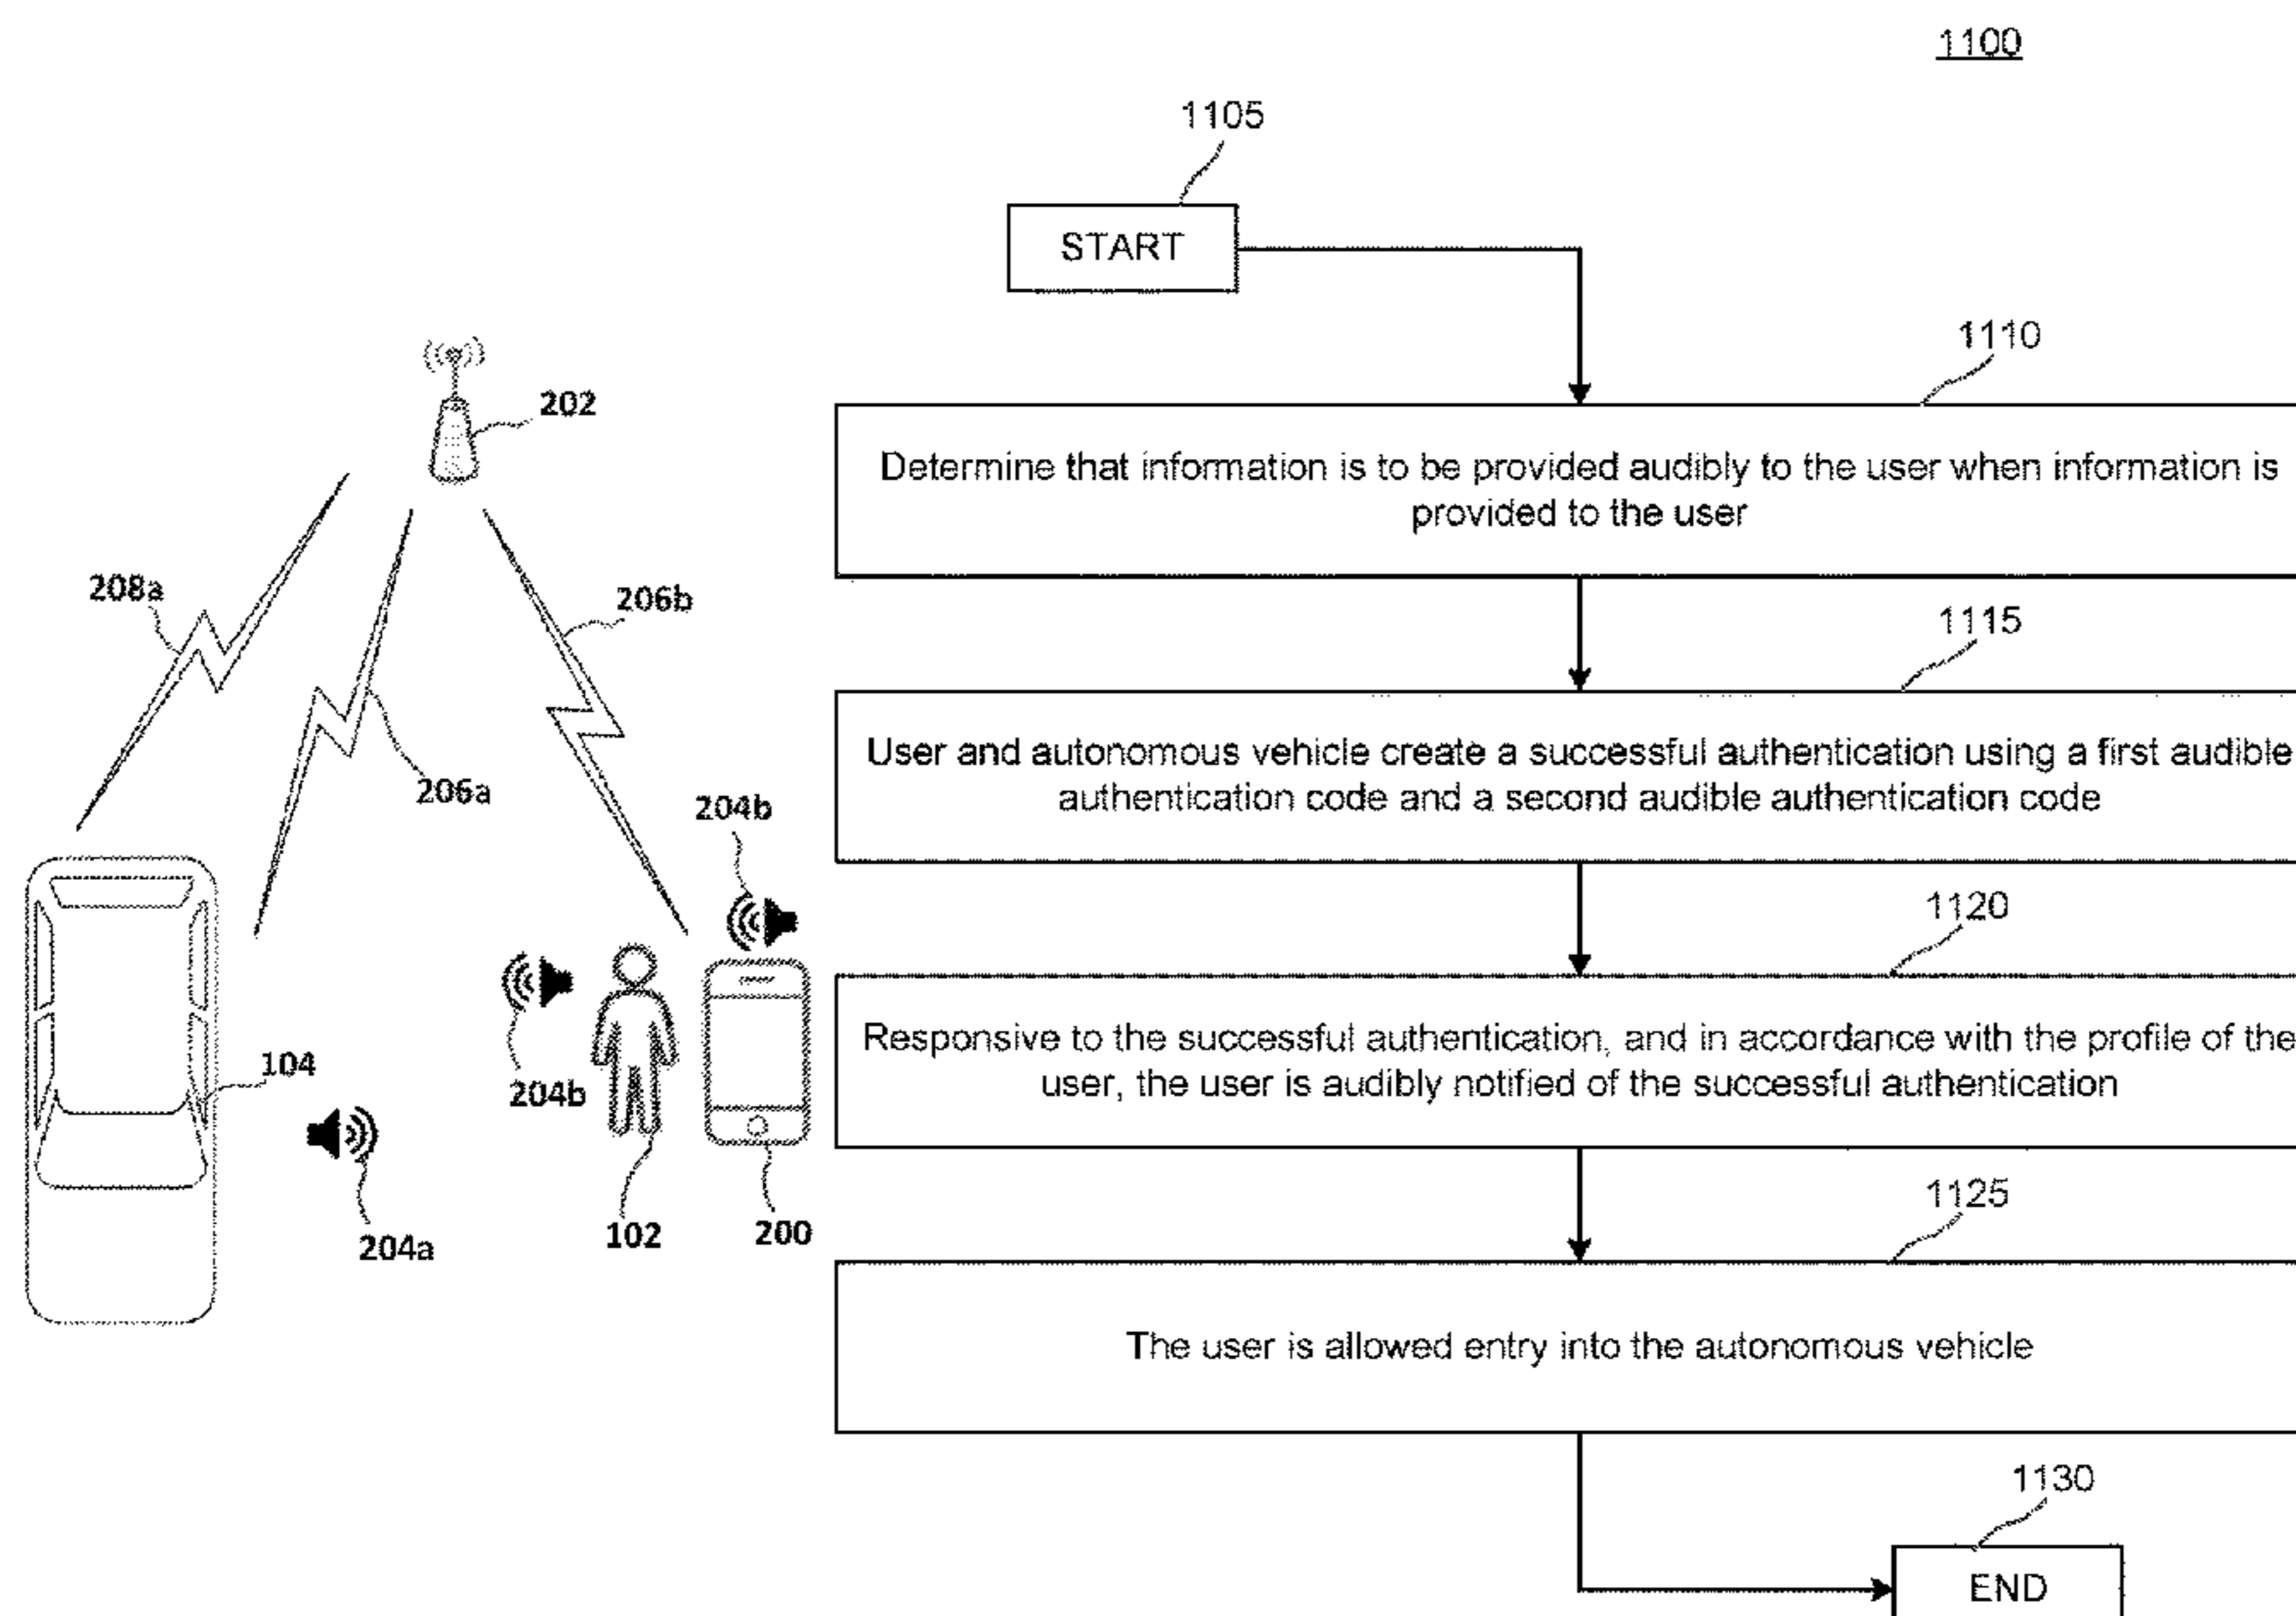 1100
1105
START
1110
Determine that information is to be provided audibly to the user when information is
provided to the user
1115
User and autonomous vehicle create a successful authentication using a first audible
authentication code and a second audible authentication code
1120
Responsive to the successful authentication, and in accordance with the profile of the
user, the user is audibly notified of the successful authentication
1125
The user is allowed entry into the autonomous vehicle
1130
END
202
208a
206b
206a
204b
104
204b
204a
102
200